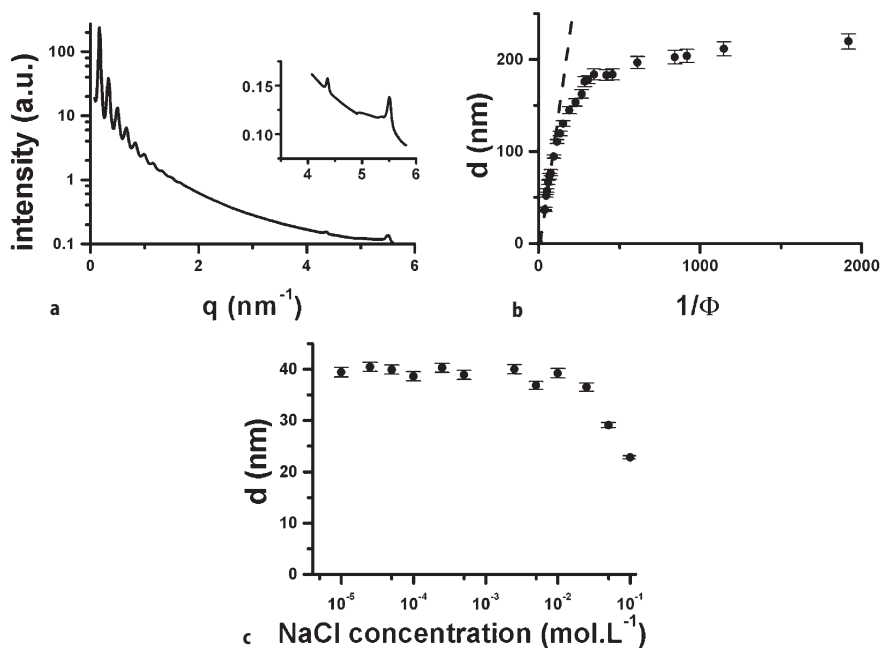 100
10
1
0.1
intensity (a.u.)
0 2 4 6
q (nm⁻¹)
0.15
0.10
4 5 6
a
200
100
0
d (nm)
0 1000 2000
1/Φ
b
40
30
20
10
0
d (nm)
10⁻⁵ 10⁻⁴ 10⁻³ 10⁻² 10⁻¹
c NaCl concentration (mol.L⁻¹)